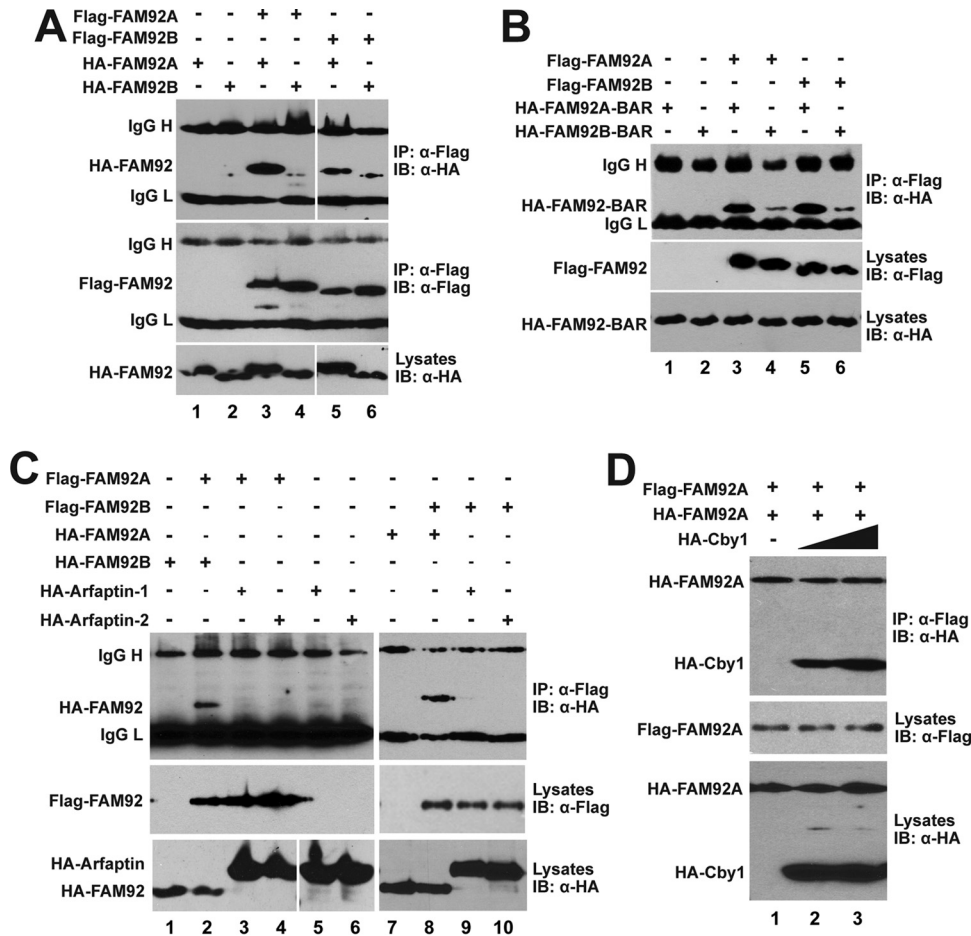 A
Flag-FAM92A - - + + - -
Flag-FAM92B - - - - + +
HA-FAM92A + - + - + -
HA-FAM92B - + - + - +
IgG H
HA-FAM92
IgG L
IP: α-Flag
IB: α-HA
IgG H
Flag-FAM92
IgG L
IP: α-Flag
IB: α-Flag
HA-FAM92
Lysates
IB: α-HA
1 2 3 4 5 6
B
Flag-FAM92A - - + + - -
Flag-FAM92B - - - - + +
HA-FAM92A-BAR + - + - + -
HA-FAM92B-BAR - + - + - +
IgG H
HA-FAM92-BAR
IgG L
IP: α-Flag
IB: α-HA
Flag-FAM92
Lysates
IB: α-Flag
HA-FAM92-BAR
Lysates
IB: α-HA
1 2 3 4 5 6
C
Flag-FAM92A - + + + - - - - - -
Flag-FAM92B - - - - - - - + + +
HA-FAM92A - - - - - - + + - -
HA-FAM92B + + - - - - - - - -
HA-Arfaptin-1 - - + - + - - - + -
HA-Arfaptin-2 - - - + - + - - - +
IgG H
HA-FAM92
IgG L
IP: α-Flag
IB: α-HA
Flag-FAM92
Lysates
IB: α-Flag
HA-Arfaptin
HA-FAM92
Lysates
IB: α-HA
1 2 3 4 5 6 7 8 9 10
D
Flag-FAM92A + + +
HA-FAM92A + + +
HA-Cby1 -
HA-FAM92A
HA-Cby1
IP: α-Flag
IB: α-HA
Flag-FAM92A
Lysates
IB: α-Flag
HA-FAM92A
HA-Cby1
Lysates
IB: α-HA
1 2 3